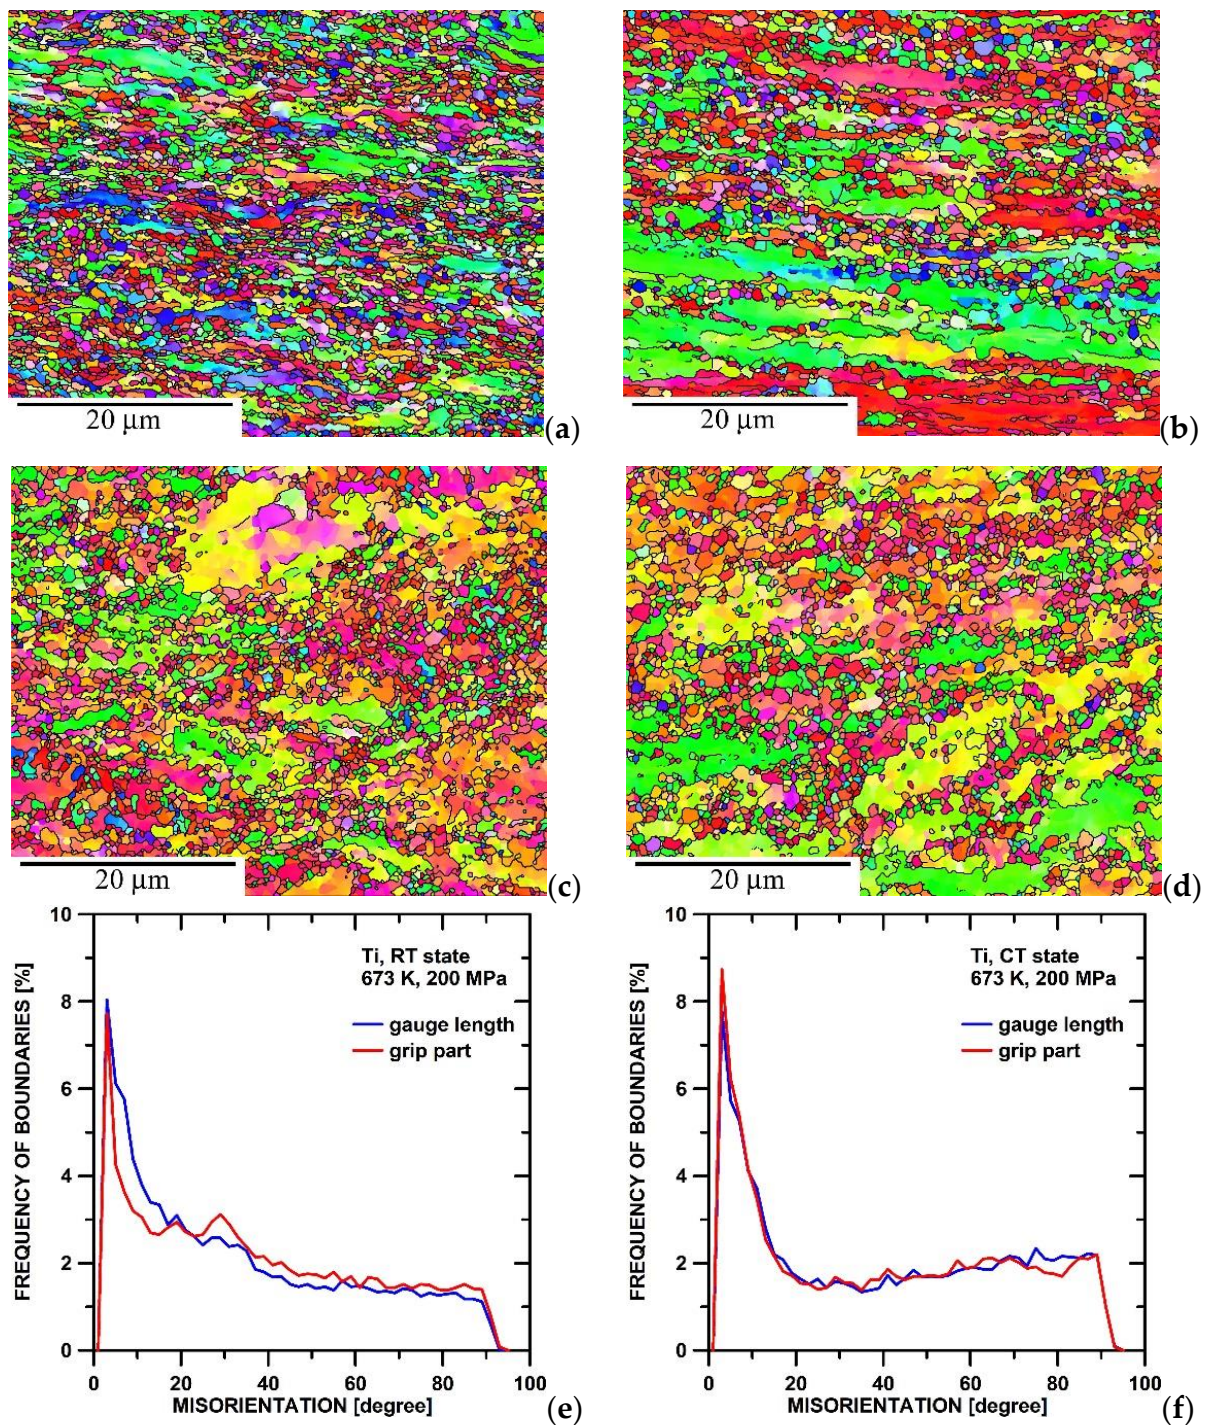 20 μm
(a)
20 μm
(b)
20 μm
(c)
20 μm
(d)
10
8
6
4
2
0
FREQUENCY OF BOUNDARIES [%]
Ti, RT state
673 K, 200 MPa
gauge length
grip part
0 20 40 60 80 100
MISORIENTATION [degree]
(e)
10
8
6
4
2
0
FREQUENCY OF BOUNDARIES [%]
Ti, CT state
673 K, 200 MPa
gauge length
grip part
0 20 40 60 80 100
MISORIENTATION [degree]
(f)